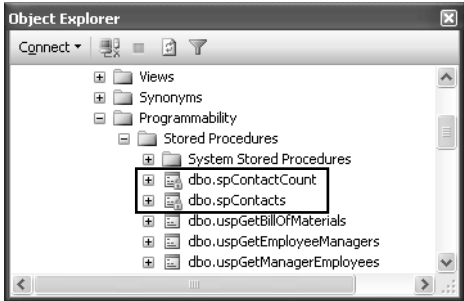 Object Explorer
Connect
Views
Synonyms
Programmability
Stored Procedures
System Stored Procedures
dbo.spContactCount
dbo.spContacts
dbo.uspGetBillOfMaterials
dbo.uspGetEmployeeManagers
dbo.uspGetManagerEmployees